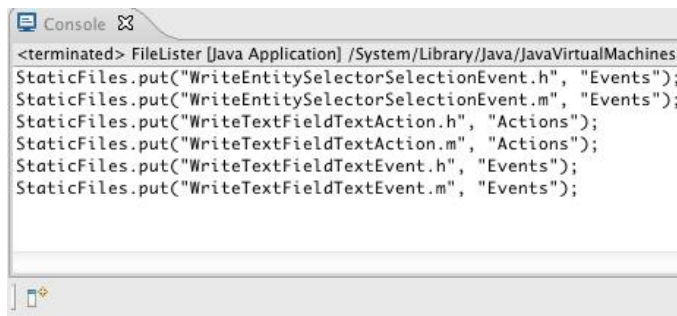 Console
<terminated> FileLister [Java Application] /System/Library/Java/JavaVirtualMachines
StaticFiles.put("WriteEntitySelectorSelectionEvent.h", "Events");
StaticFiles.put("WriteEntitySelectorSelectionEvent.m", "Events");
StaticFiles.put("WriteTextFieldTextAction.h", "Actions");
StaticFiles.put("WriteTextFieldTextAction.m", "Actions");
StaticFiles.put("WriteTextFieldTextEvent.h", "Events");
StaticFiles.put("WriteTextFieldTextEvent.m", "Events");